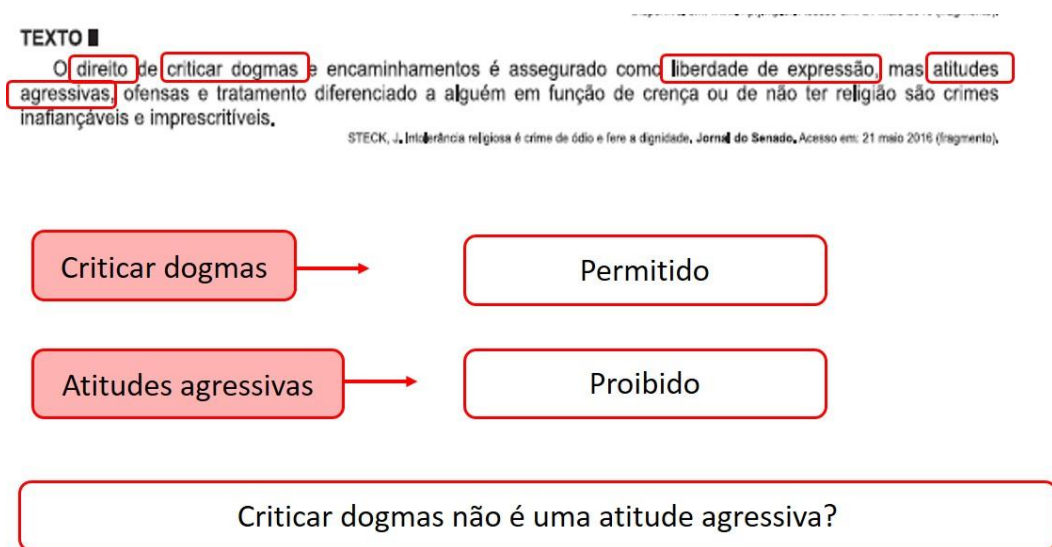 TEXTO II
O direito de criticar dogmas e encaminhamentos é assegurado como liberdade de expressão, mas atitudes
agressivas, ofensas e tratamento diferenciado a alguém em função de crença ou de não ter religião são crimes
inafiançáveis e imprescritíveis.
STECK, J. Intolerância religiosa é crime de ódio e fere a dignidade. Jornal do Senado. Acesso em: 21 maio 2016 (fragmento).
Criticar dogmas
Permitido
Atitudes agressivas
Proibido
Criticar dogmas não é uma atitude agressiva?